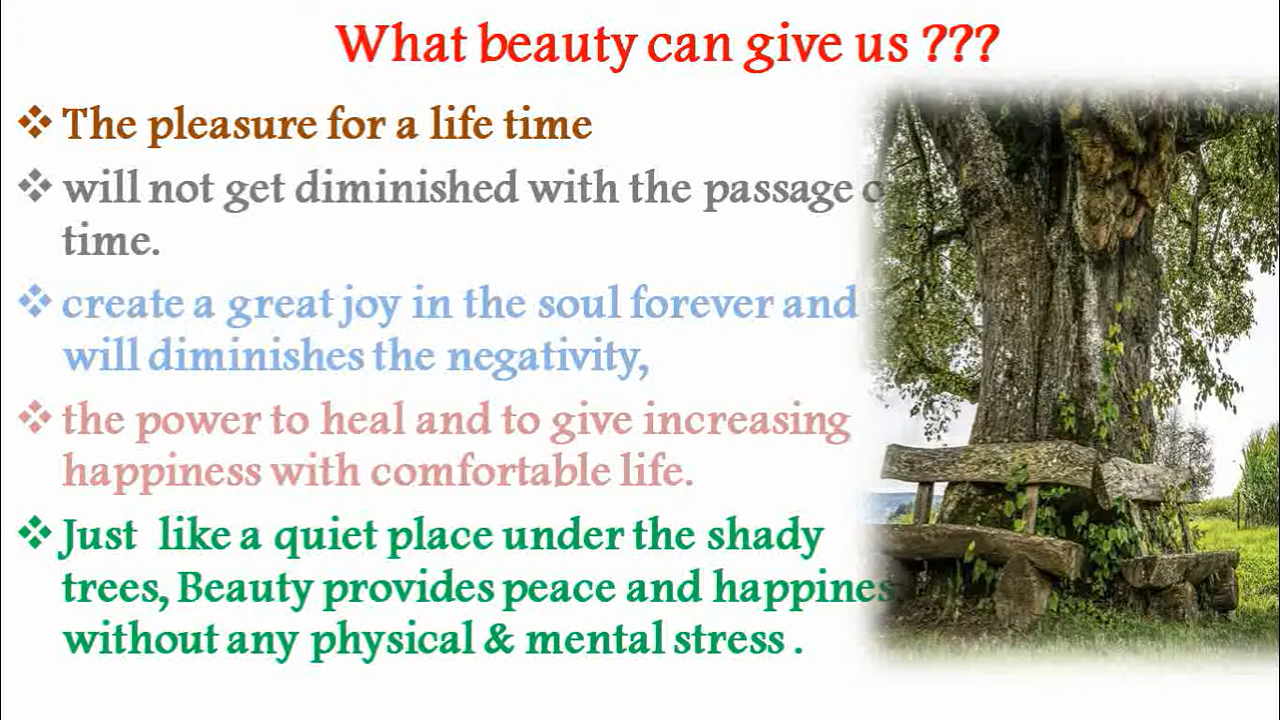 What beauty can give us ???
❖ The pleasure for a life time
❖ will not get diminished with the passage
time.
❖ create a great joy in the soul forever and
will diminishes the negativity,
❖ the power to heal and to give increasing
happiness with comfortable life.
❖ Just like a quiet place under the shady
trees, Beauty provides peace and happines
without any physical & mental stress .